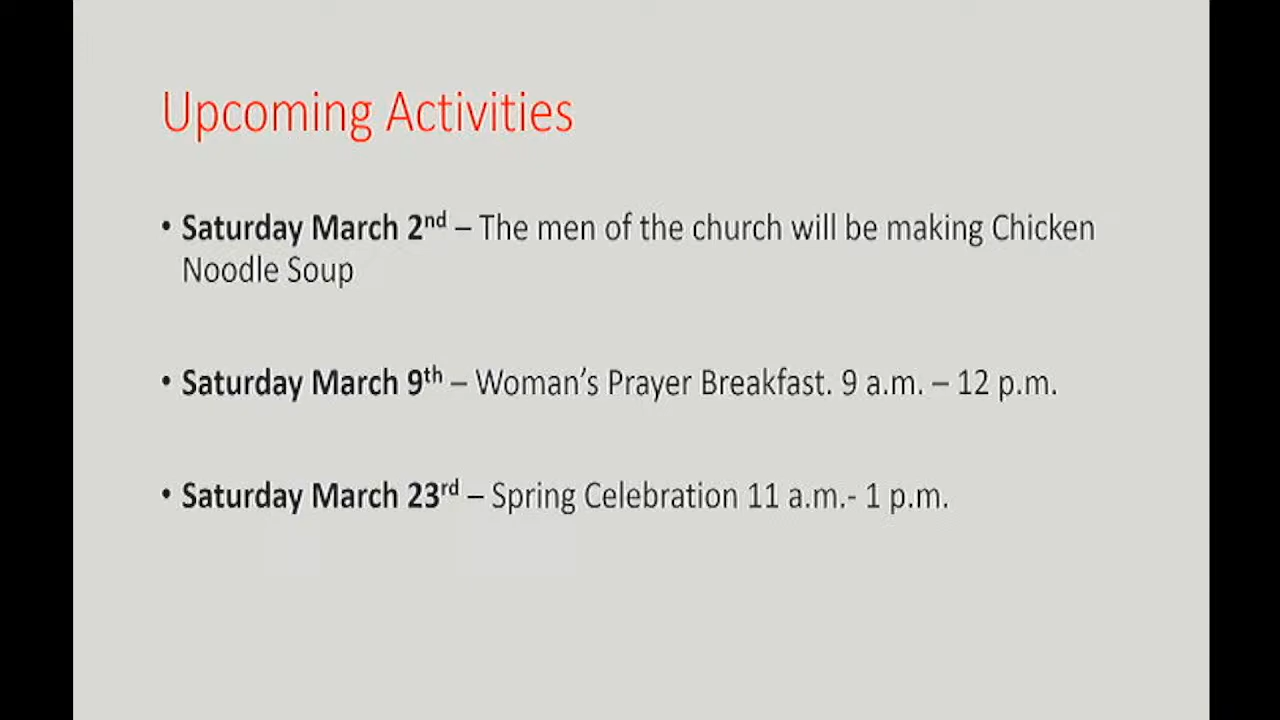 Upcoming Activities
• Saturday March 2nd – The men of the church will be making Chicken
Noodle Soup
• Saturday March 9th – Woman’s Prayer Breakfast. 9 a.m. – 12 p.m.
• Saturday March 23rd – Spring Celebration 11 a.m.- 1 p.m.